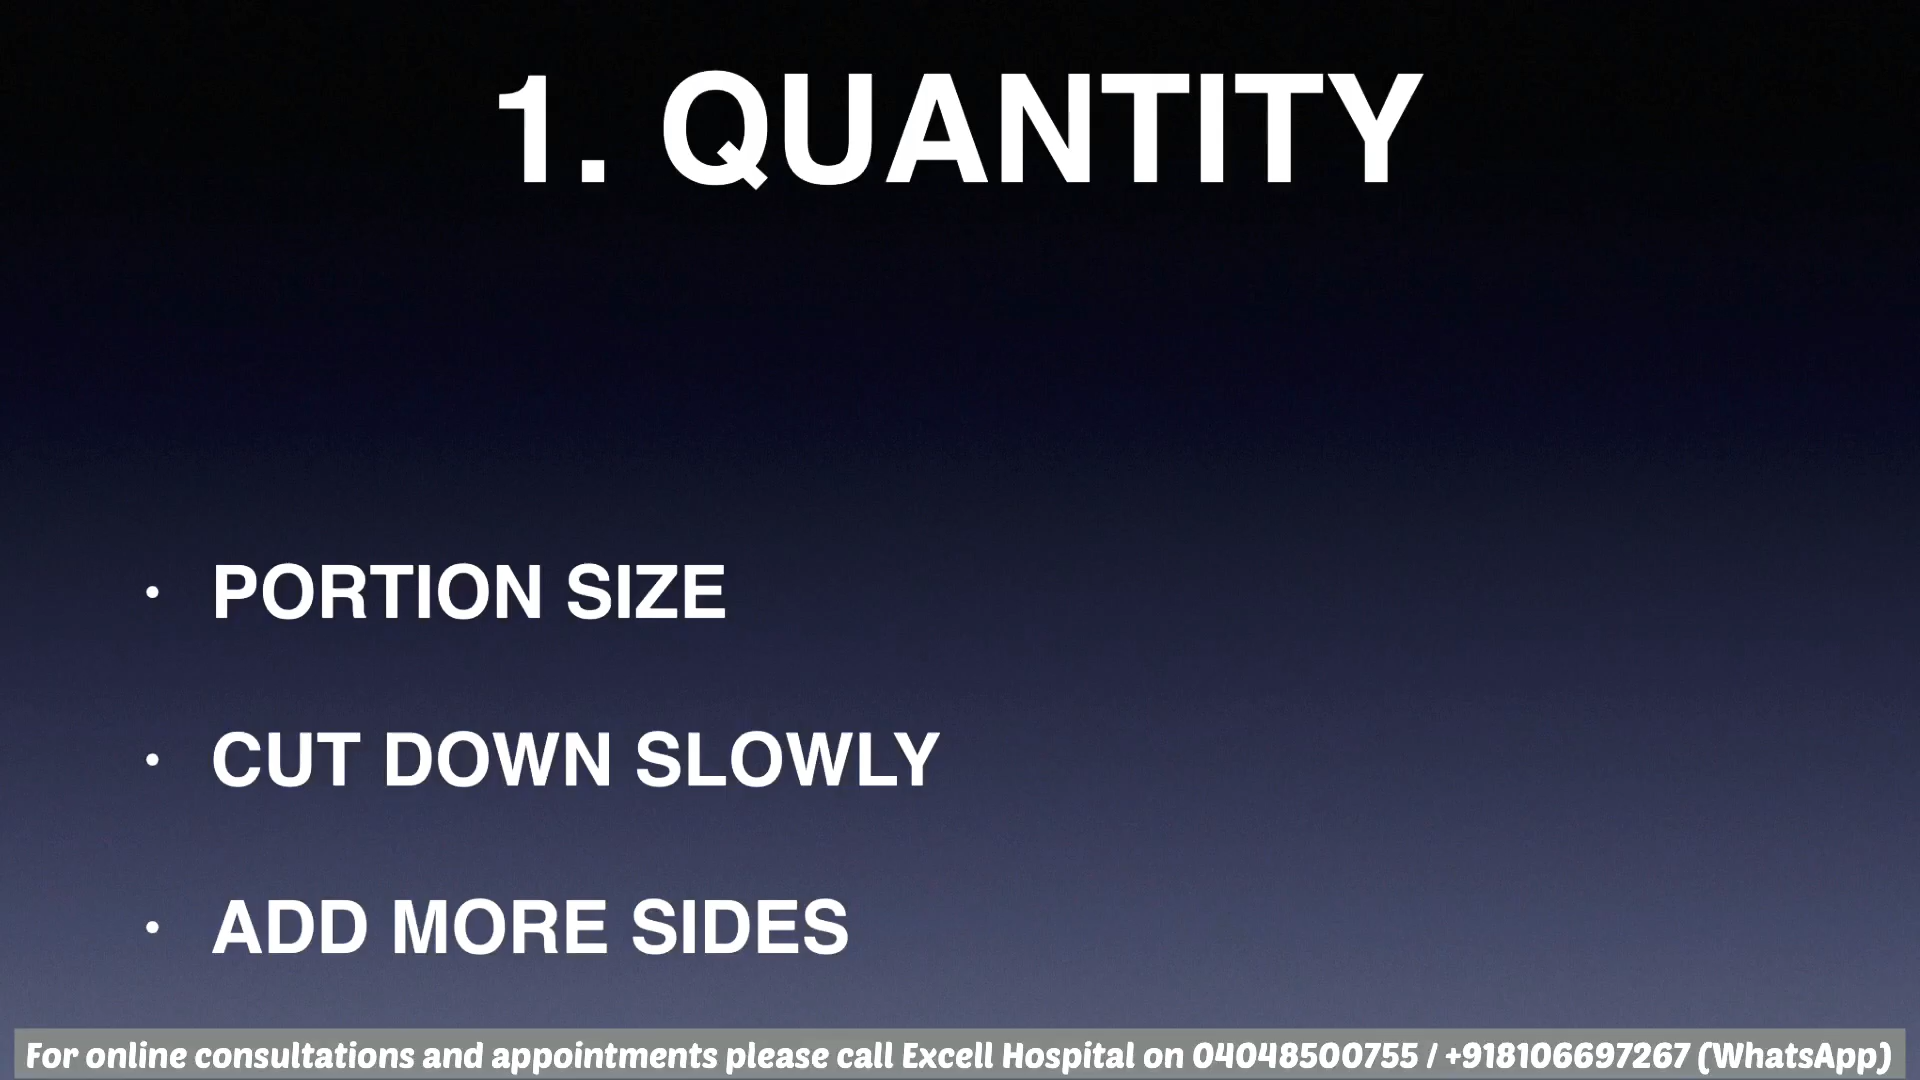 1. QUANTITY
• PORTION SIZE
• CUT DOWN SLOWLY
• ADD MORE SIDES
For online consultations and appointments please call Excell Hospital on 04048500755 / +918106697267 (WhatsApp)